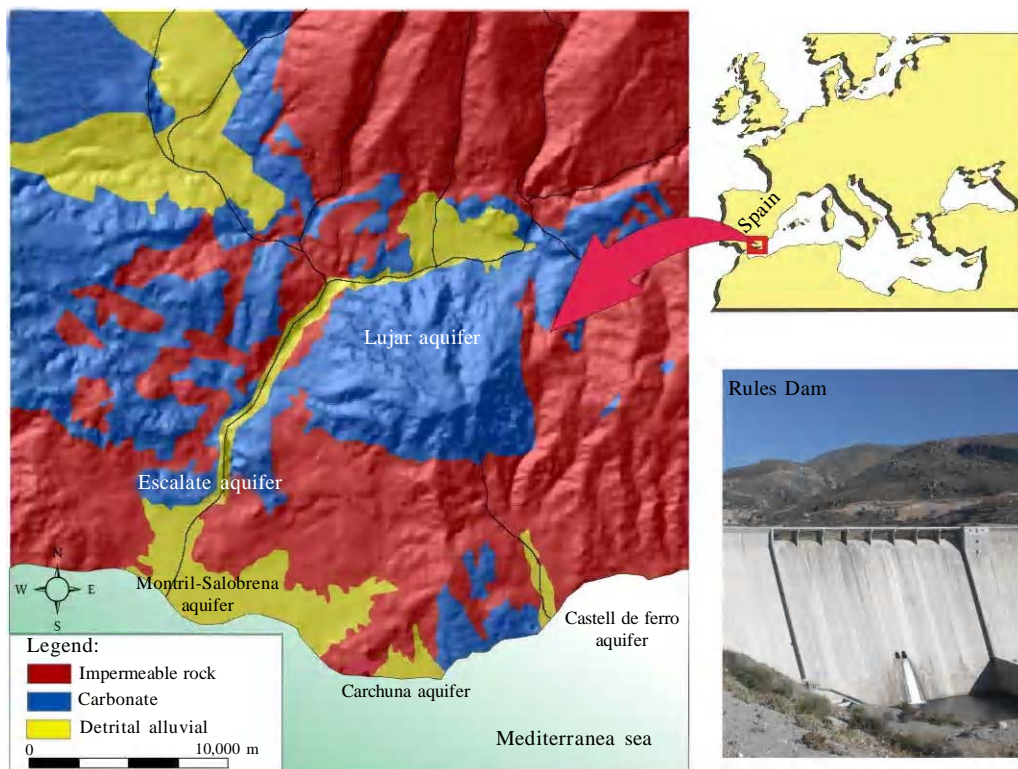 Spain
Lujar aquifer
Escalate aquifer
N
W E
S
Montril-Salobrena
aquifer
Castell de ferro
aquifer
Carchuna aquifer
Mediterranea sea
Legend:
Impermeable rock
Carbonate
Detrital alluvial
0 10,000 m
Rules Dam